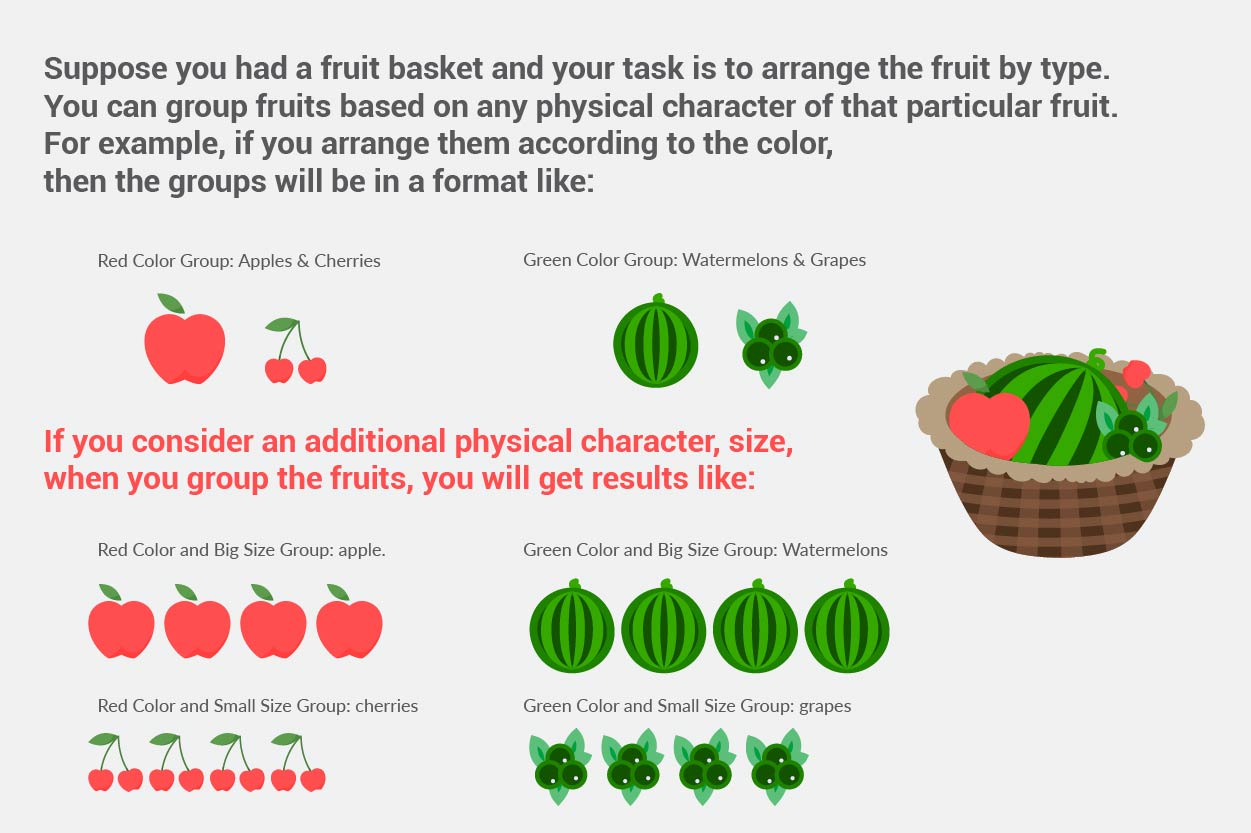 Suppose you had a fruit basket and your task is to arrange the fruit by type.
You can group fruits based on any physical character of that particular fruit.
For example, if you arrange them according to the color,
then the groups will be in a format like:
Red Color Group: Apples & Cherries
Green Color Group: Watermelons & Grapes
If you consider an additional physical character, size,
when you group the fruits, you will get results like:
Red Color and Big Size Group: apple.
Green Color and Big Size Group: Watermelons
Red Color and Small Size Group: cherries
Green Color and Small Size Group: grapes